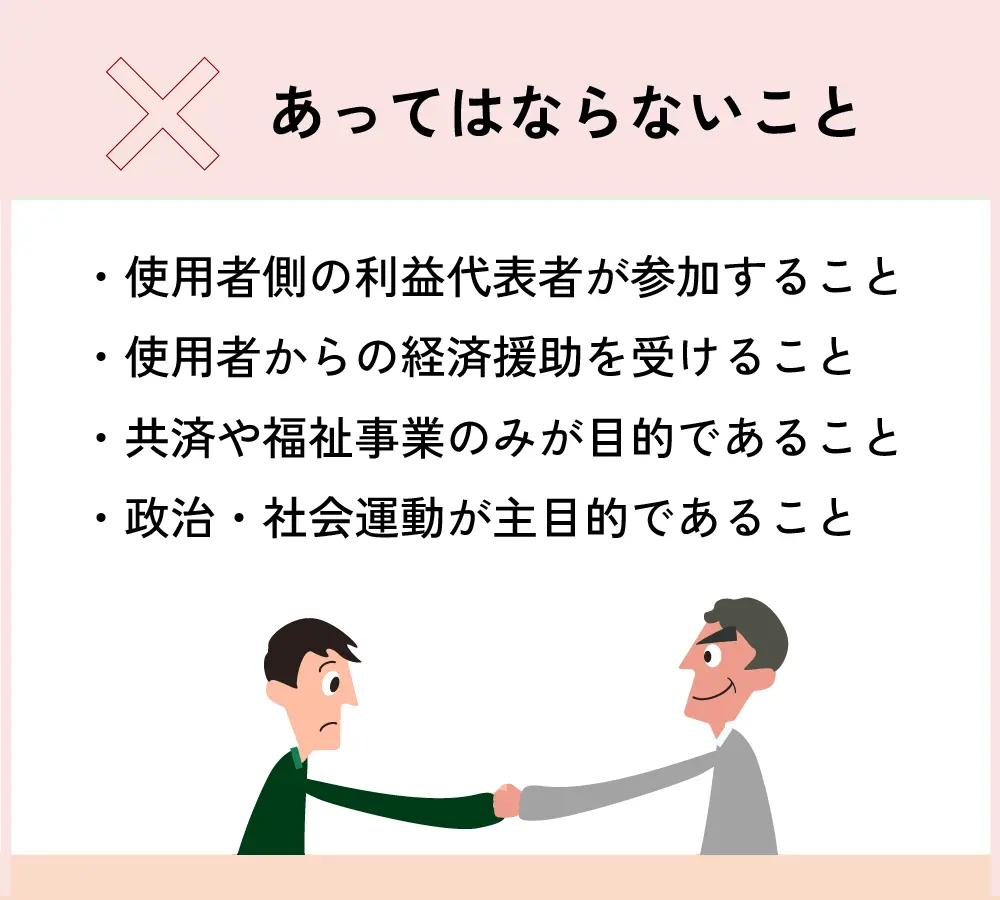 あってはならないこと
・使用者側の利益代表者が参加すること
・使用者からの経済援助を受けること
・共済や福祉事業のみが目的であること
・政治・社会運動が主目的であること